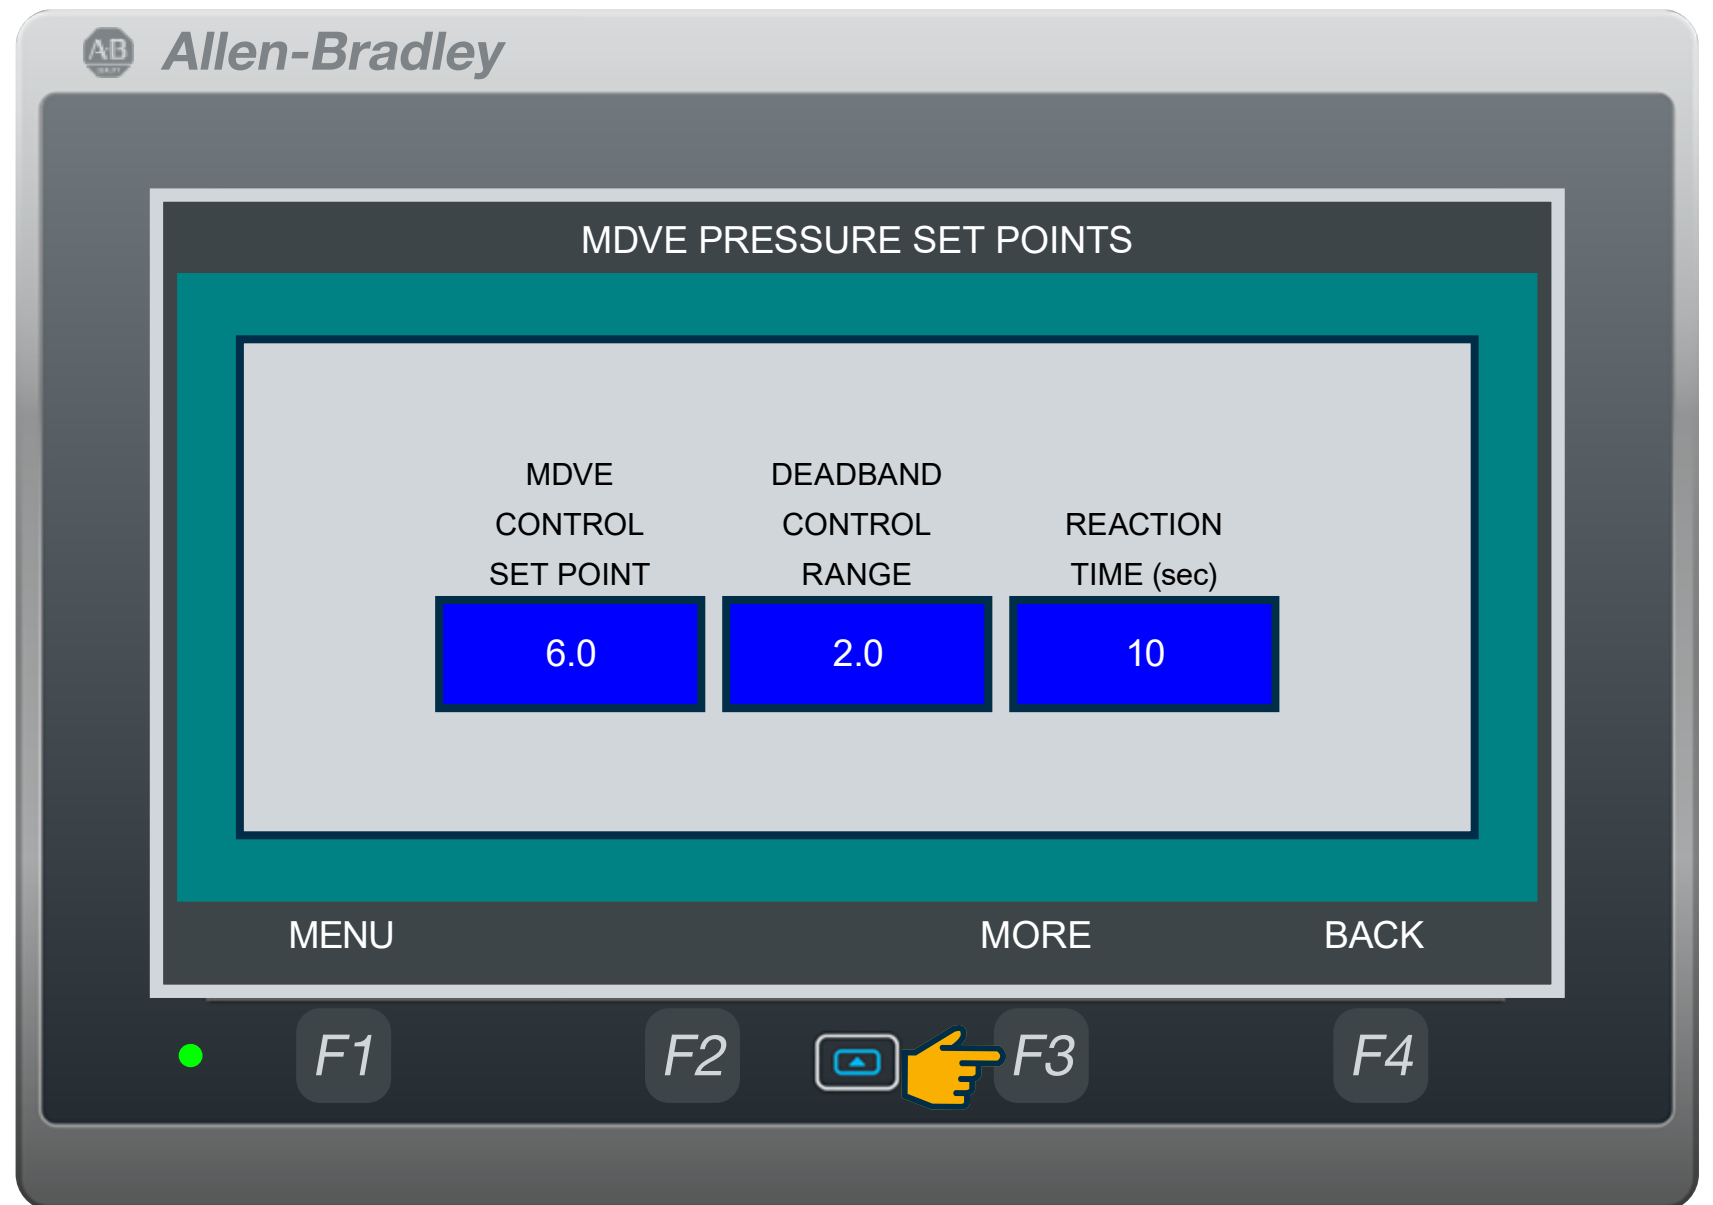 Allen-Bradley
MDVE PRESSURE SET POINTS
MDVE
CONTROL
SET POINT
DEADBAND
CONTROL
RANGE
REACTION
TIME (sec)
6.0
2.0
10
MENU
MORE
BACK
F1
F2
F3
F4